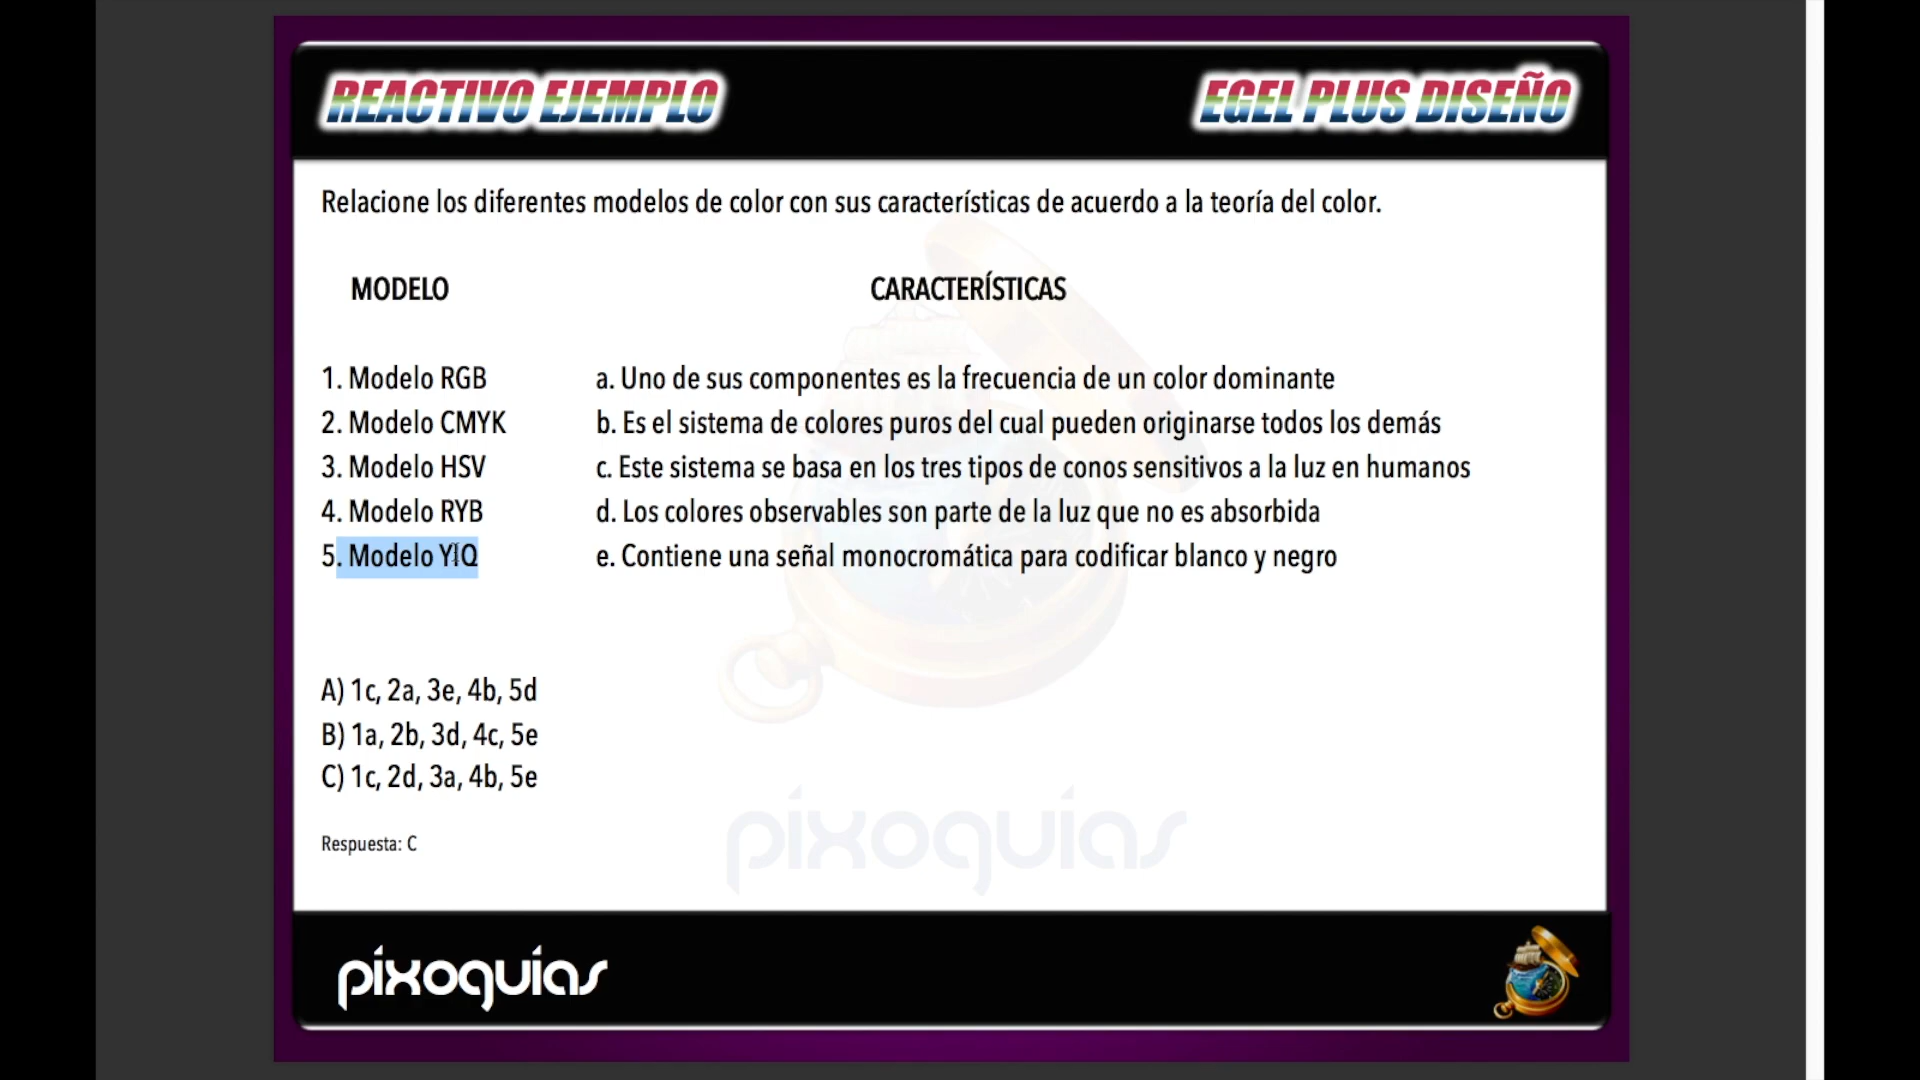 REACTIVO EJEMPLO
EGEL PLUS DISEÑO
Relacione los diferentes modelos de color con sus características de acuerdo a la teoría del color.
MODELO
CARACTERÍSTICAS
1. Modelo RGB
a. Uno de sus componentes es la frecuencia de un color dominante
2. Modelo CMYK
b. Es el sistema de colores puros del cual pueden originarse todos los demás
3. Modelo HSV
c. Este sistema se basa en los tres tipos de conos sensitivos a la luz en humanos
4. Modelo RYB
d. Los colores observables son parte de la luz que no es absorbida
5. Modelo YIQ
e. Contiene una señal monocromática para codificar blanco y negro
A) 1c, 2a, 3e, 4b, 5d
B) 1a, 2b, 3d, 4c, 5e
C) 1c, 2d, 3a, 4b, 5e
pixoguías
Respuesta: C
pixoguías